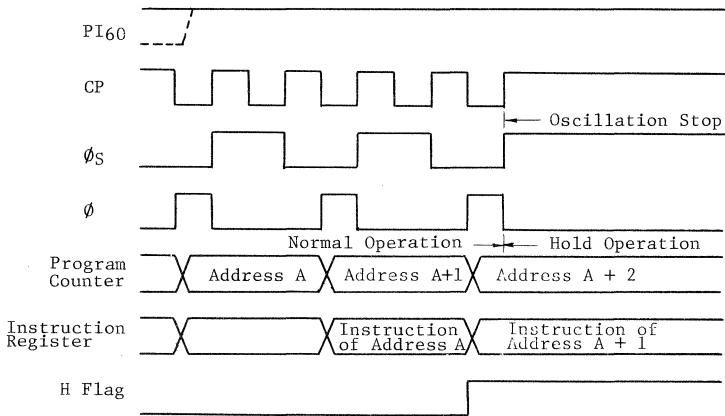 PI60
CP
Oscillation Stop
ØS
Ø
Normal Operation
Hold Operation
Program
Counter
Address A
Address A+1
Address A + 2
Instruction
Register
Instruction
of Address A
Instruction of
Address A + 1
H Flag